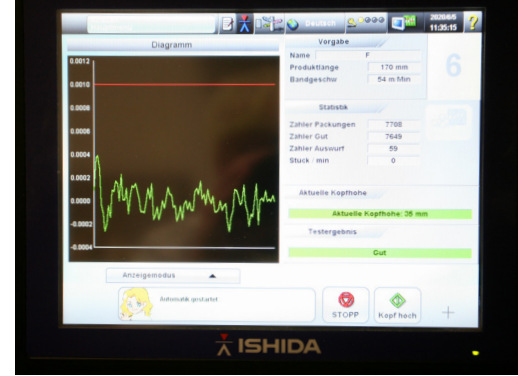 Deutsch
2020/6/5
11:35:15
?
Diagramm
0.0012
0.0010
0.0008
0.0006
0.0004
0.0002
0.0000
-0.0002
-0.0004
Vorgabe
Name F
Produktlänge 170 mm
Bandgeschw 54 m/Min
6
Statistik
Zähler Packungen 7708
Zähler Gut 7649
Zähler Auswurf 59
Stück / min 0
Aktuelle Kopfhöhe
Aktuelle Kopfhöhe: 35 mm
Testergebnis
Gut
Anzeigemodus
Automatik gestartet
STOPP
Kopf hoch
ISHIDA